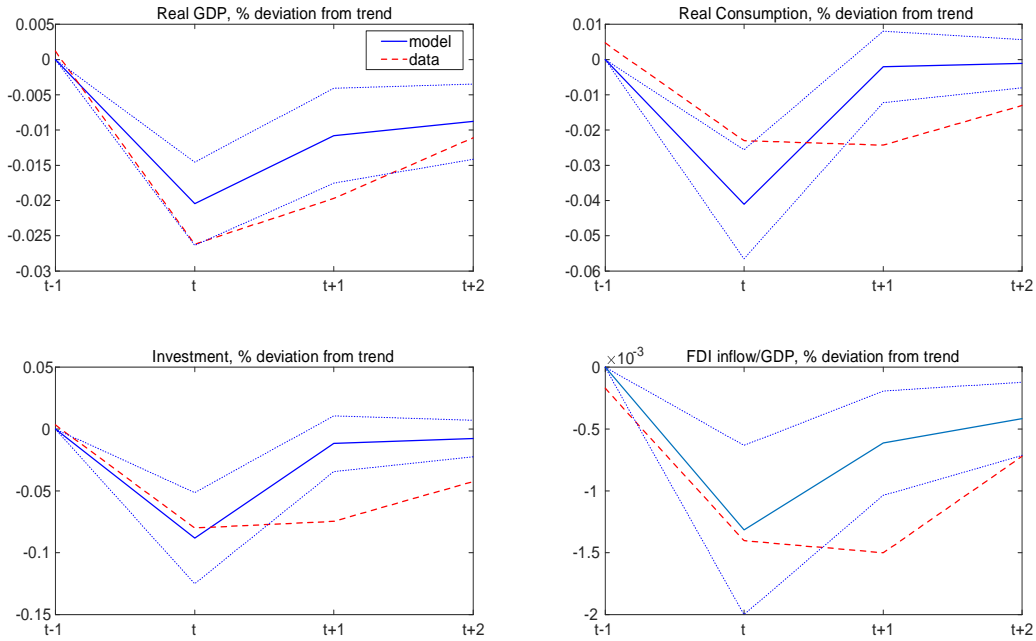 Real GDP, % deviation from trend
0.005
0
-0.005
-0.01
-0.015
-0.02
-0.025
-0.03
t-1
t
t+1
t+2
model
data
Real Consumption, % deviation from trend
0.01
0
-0.01
-0.02
-0.03
-0.04
-0.05
-0.06
t-1
t
t+1
t+2
Investment, % deviation from trend
0.05
0
-0.05
-0.1
-0.15
t-1
t
t+1
t+2
FDI inflow/GDP, % deviation from trend
×10⁻³
0
-0.5
-1
-1.5
-2
t-1
t
t+1
t+2